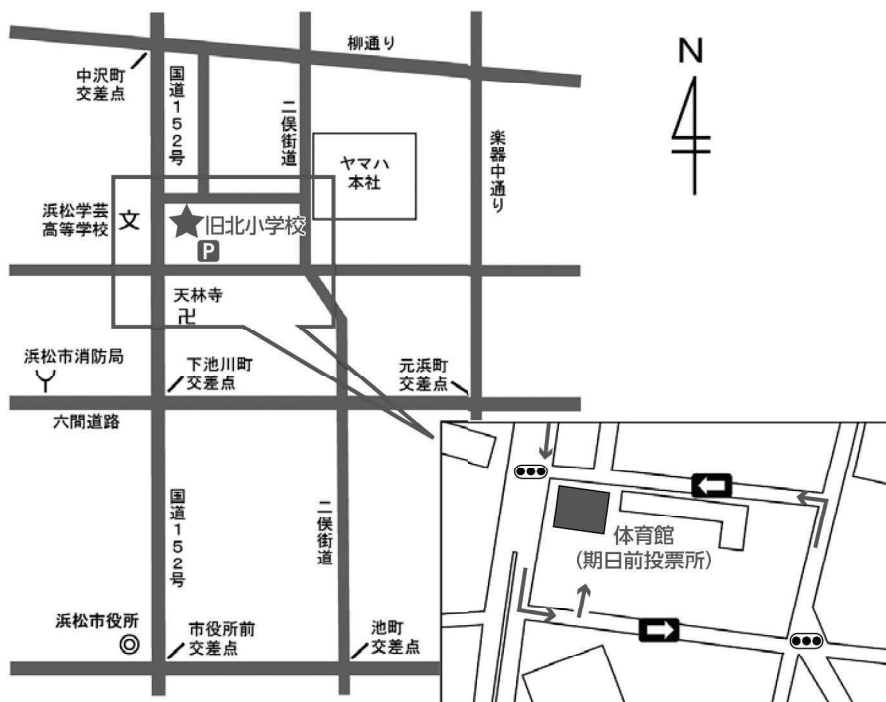 柳通り
N
中沢町
交差点
国道152号
二俣街道
楽器中通り
ヤマハ
本社
浜松学芸
高等学校
文
旧北小学校
P
天林寺
卍
浜松市消防局
下池川町
交差点
元浜町
交差点
六間道路
体育館
(期日前投票所)
国道152号
二俣街道
浜松市役所
市役所前
交差点
池町
交差点